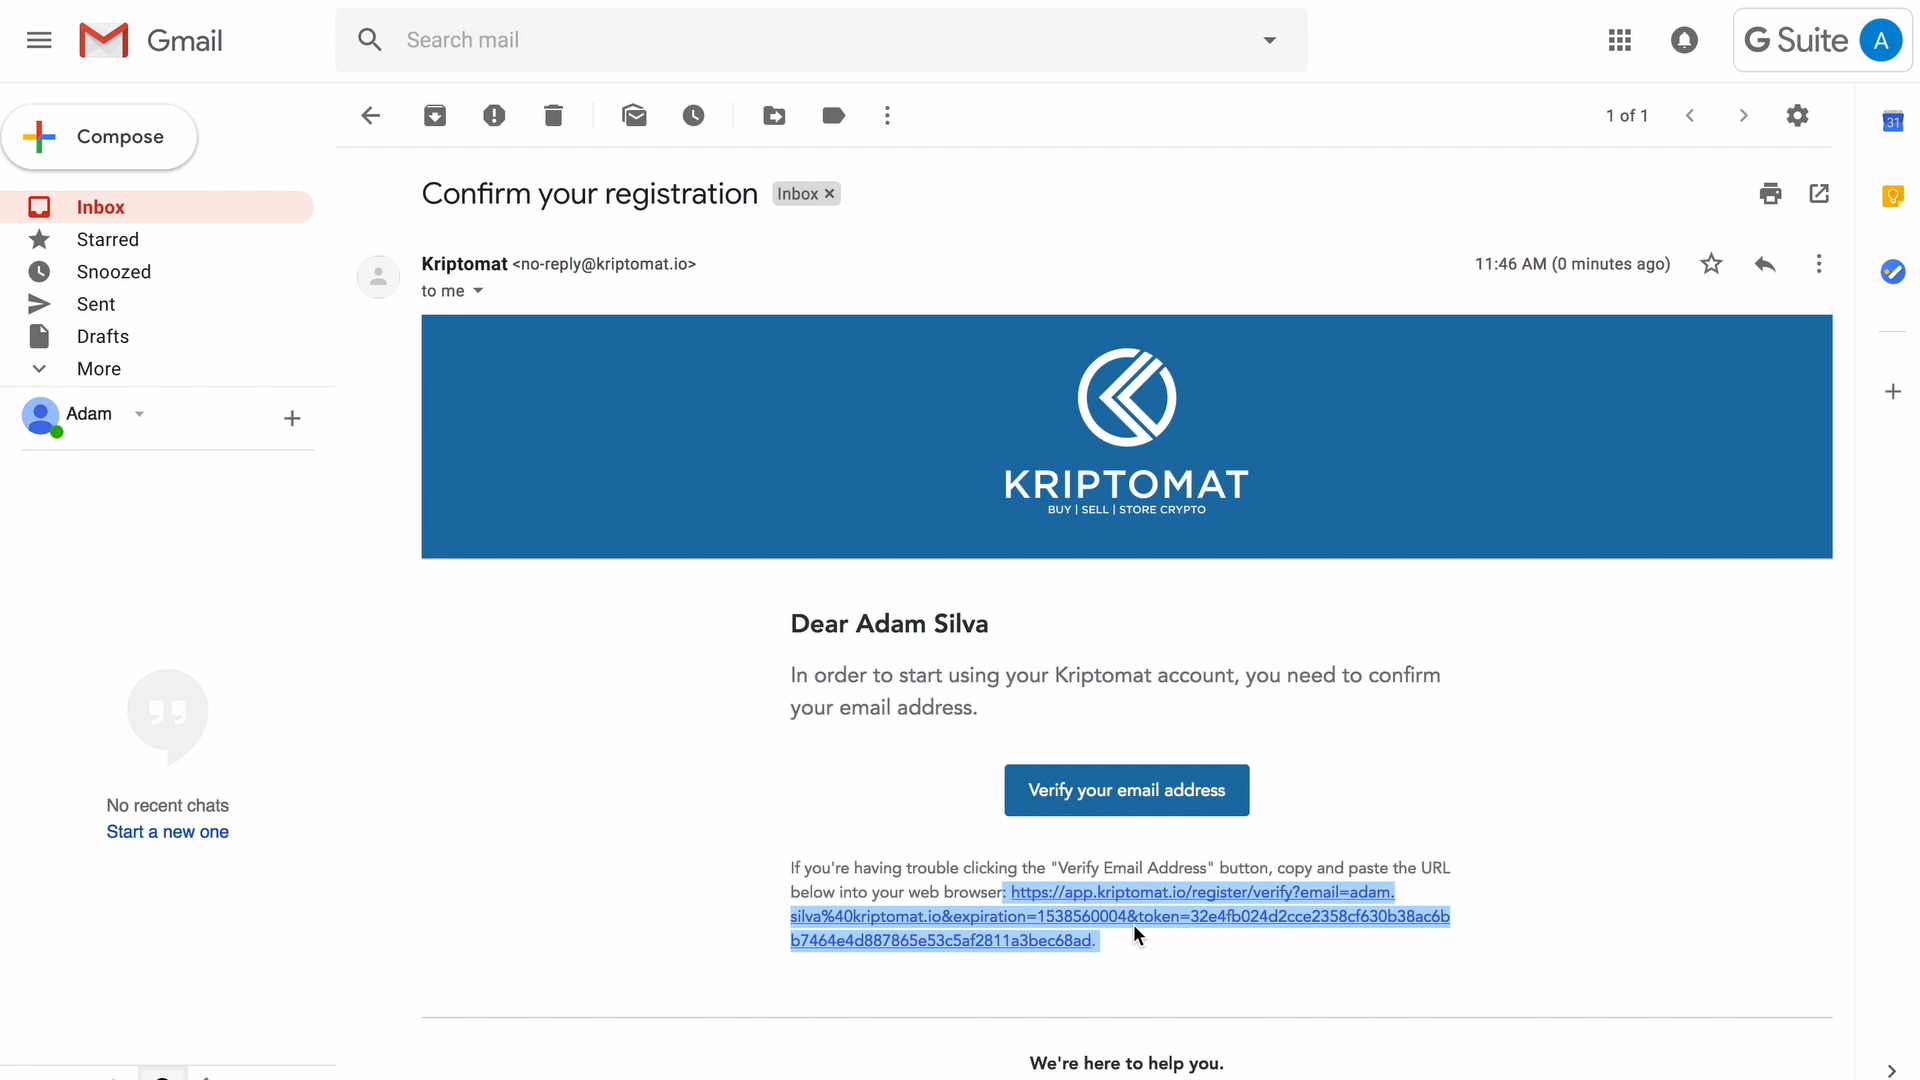 Gmail
Search mail
G Suite
A
Compose
1 of 1
31
Inbox
Starred
Snoozed
Sent
Drafts
More
Adam
No recent chats
Start a new one
Confirm your registration Inbox ×
Kriptomat <no-reply@kriptomat.io>
11:46 AM (0 minutes ago)
to me
KRIPTOMAT
BUY | SELL | STORE CRYPTO
Dear Adam Silva
In order to start using your Kriptomat account, you need to confirm
your email address.
Verify your email address
If you're having trouble clicking the "Verify Email Address" button, copy and paste the URL
below into your web browser: https://app.kriptomat.io/register/verify?email=adam.
silva%40kriptomat.io&expiration=1538560004&token=32e4fb024d2cce2358cf630b38ac6b
b7464e4d887865e53c5af2811a3bec68ad.
We're here to help you.